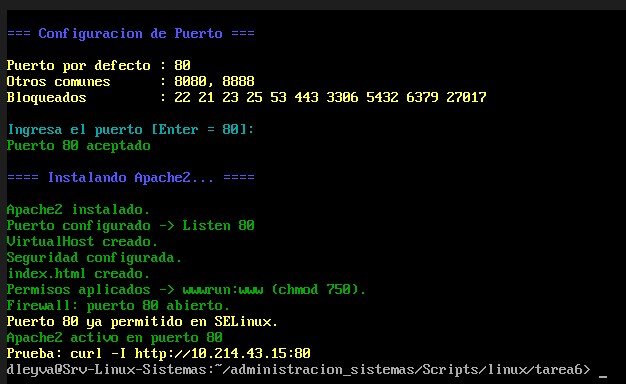 === Configuracion de Puerto ===
Puerto por defecto : 80
Otros comunes : 8080, 8888
Bloqueados : 22 21 23 25 53 443 3306 5432 6379 27017
Ingresa el puerto [Enter = 80]:
Puerto 80 aceptado
==== Instalando Apache2... ====
Apache2 instalado.
Puerto configurado -> Listen 80
VirtualHost creado.
Seguridad configurada.
index.html creado.
Permisos aplicados -> wwwrun:www (chmod 750).
Firewall: puerto 80 abierto.
Puerto 80 ya permitido en SELinux.
Apache2 activo en puerto 80
Prueba: curl -I http://10.214.43.15:80
dleyva@Srv-Linux-Sistemas:~/administracion_sistemas/Scripts/linux/tarea6> _